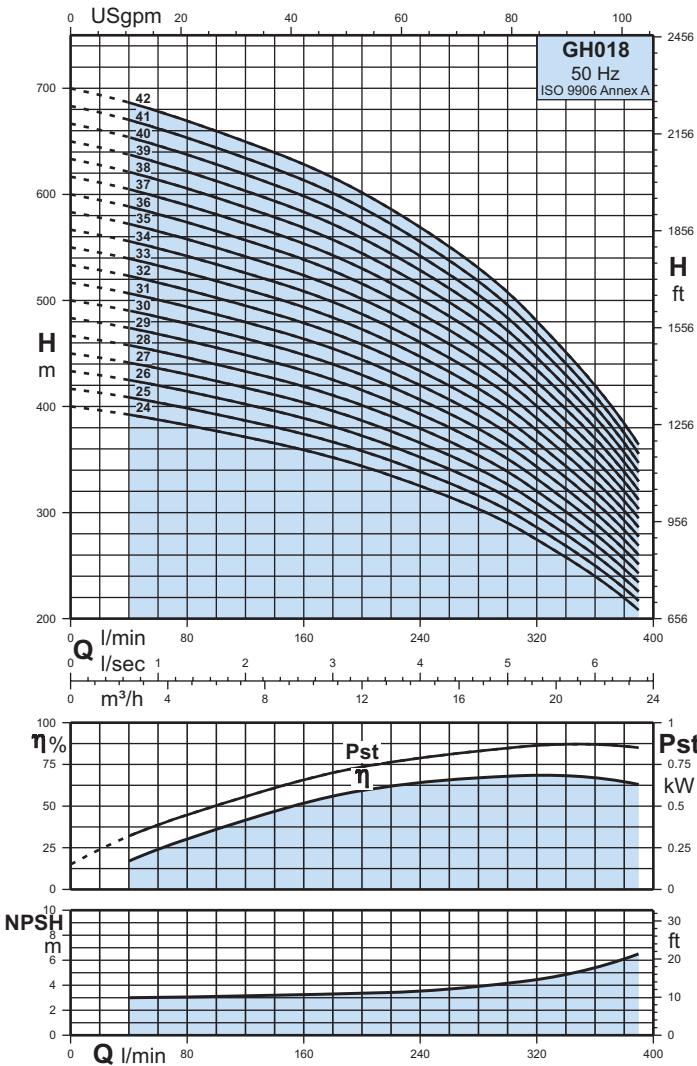 USgpm
0 20 40 60 80 100
GH018
50 Hz
ISO 9906 Annex A
700
600
500
400
300
200
H
m
42
41
40
39
38
37
36
35
34
33
32
31
30
29
28
27
26
25
24
2456
2156
1856
1556
1256
956
656
H
ft
0 80 160 240 320 400
Q l/min
0 1 2 3 4 5 6
l/sec
0 4 8 12 16 20 24
m³/h
η%
100
75
50
25
0
Pst
η
1
0.75
0.5
0.25
0
Pst
kW
NPSH
m
10
8
6
4
2
0
30
20
10
0
ft
0 80 160 240 320 400
Q l/min